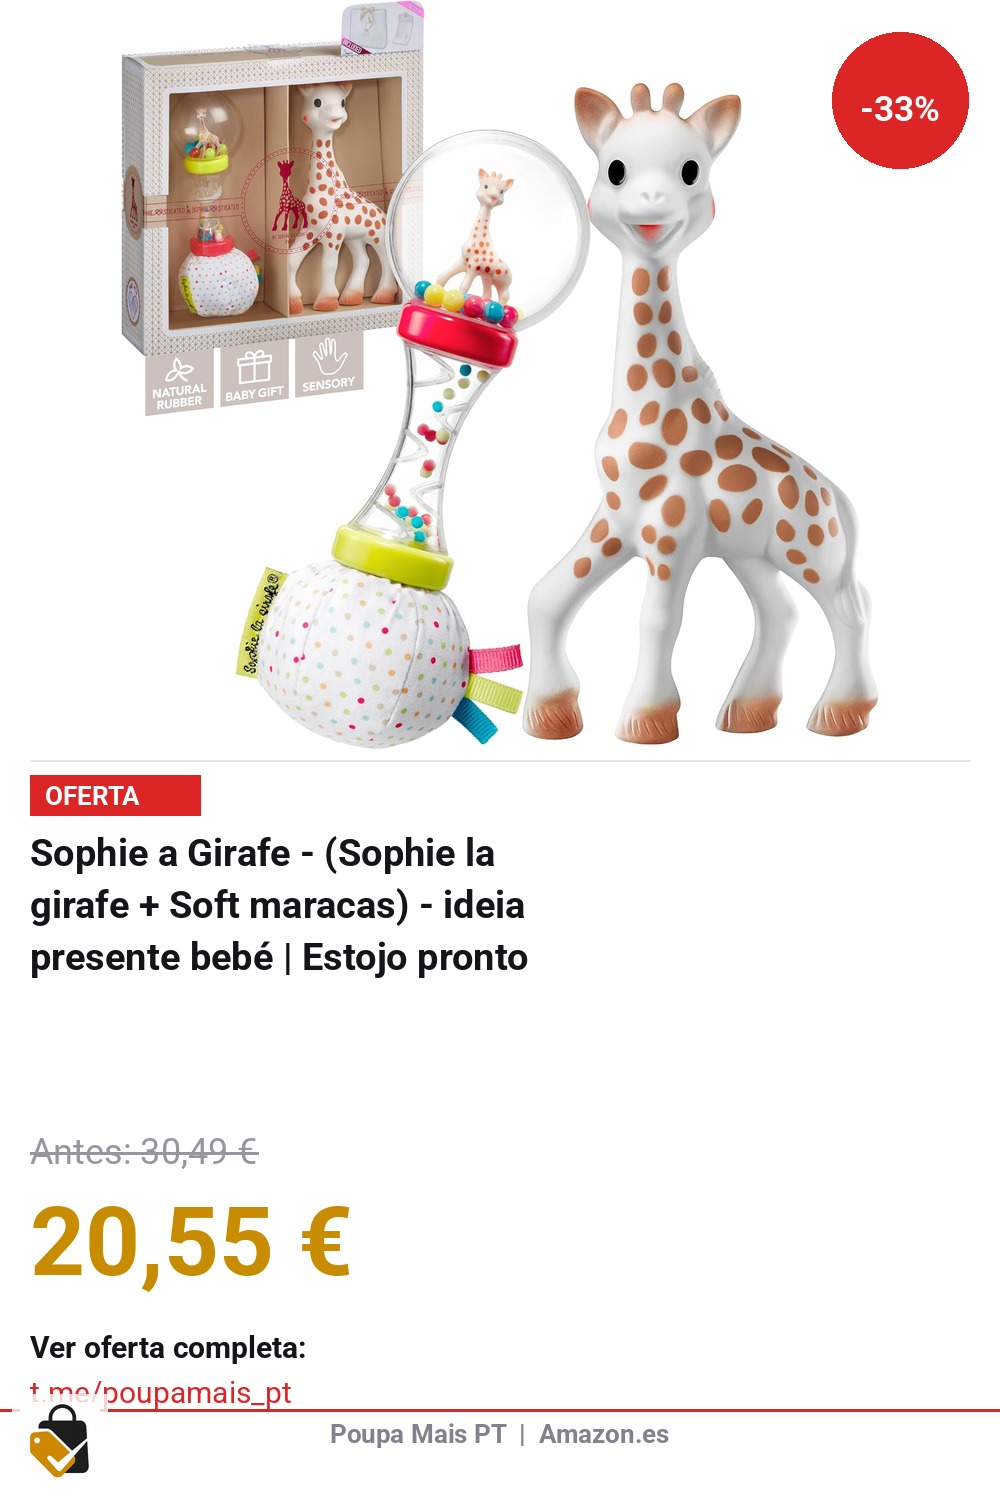 INCLUDED
-33%
NATURAL
RUBBER
BABY GIFT
SENSORY
Sophie la girafe®
OFERTA
Sophie a Girafe - (Sophie la
girafe + Soft maracas) - ideia
presente bebé | Estojo pronto
Antes: 30,49 €
20,55 €
Ver oferta completa:
t.me/poupamais_pt
Poupa Mais PT | Amazon.es